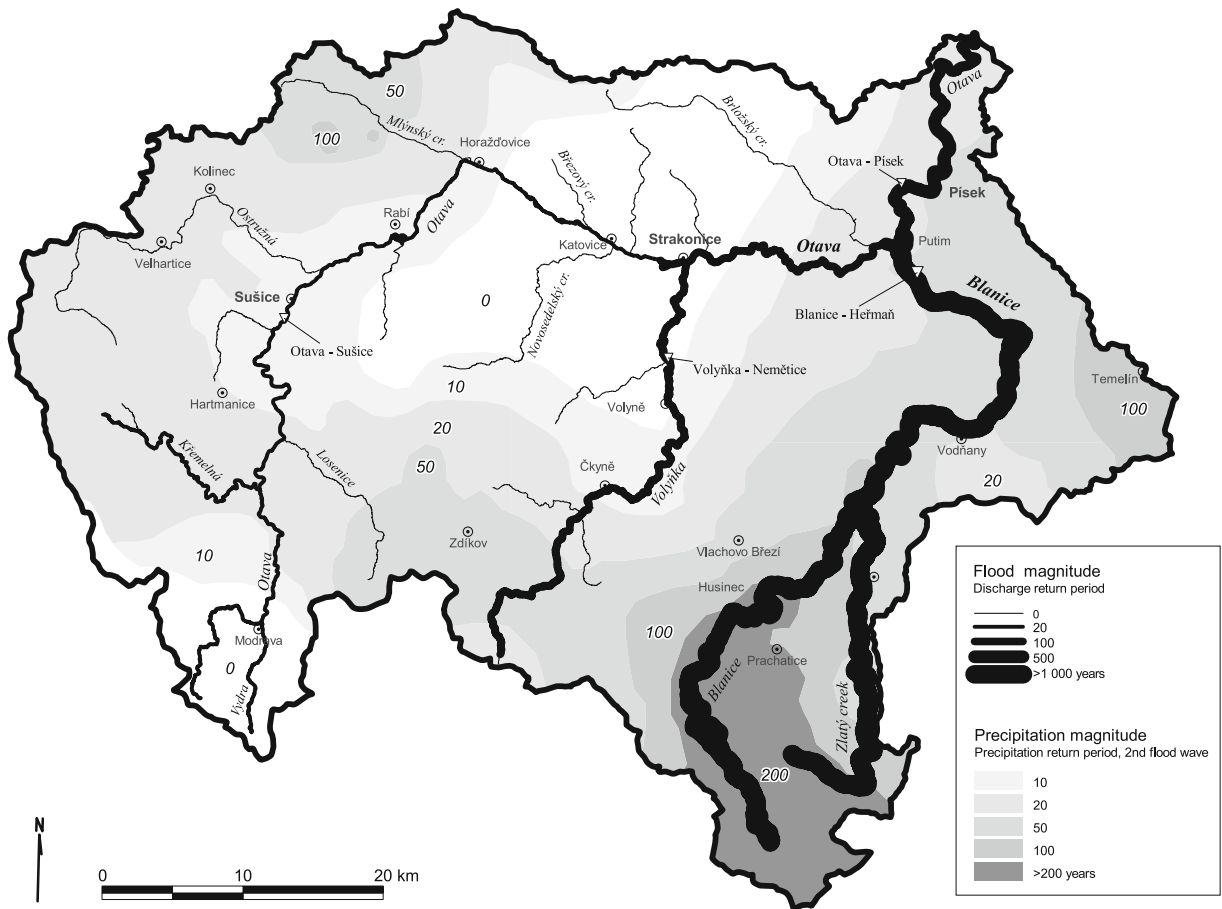 50
100
Mlýnský cr.
Horažďovice
Brložský cr.
Březový cr.
Otava
Otava - Písek
Písek
Kolinec
Ostružná
Rabí
Otava
Velhartice
Katovice
Strakonice
Otava
Putim
Blanice
Sušice
0
Novosedelský cr.
Blanice - Heřmaň
Otava - Sušice
Volyňka - Nemětice
Temelín
100
10
Hartmanice
Volyně
20
Křemelná
Losenice
50
Čkyně
Volyňka
Vodňany
20
Zdíkov
Vlachovo Březí
10
Otava
Husinec
100
Modrava
0
Vydra
Prachatice
Blanice
Zlatý creek
200
Flood magnitude
Discharge return period
0
20
100
500
>1 000 years
Precipitation magnitude
Precipitation return period, 2nd flood wave
10
20
50
100
>200 years
N
0 10 20 km